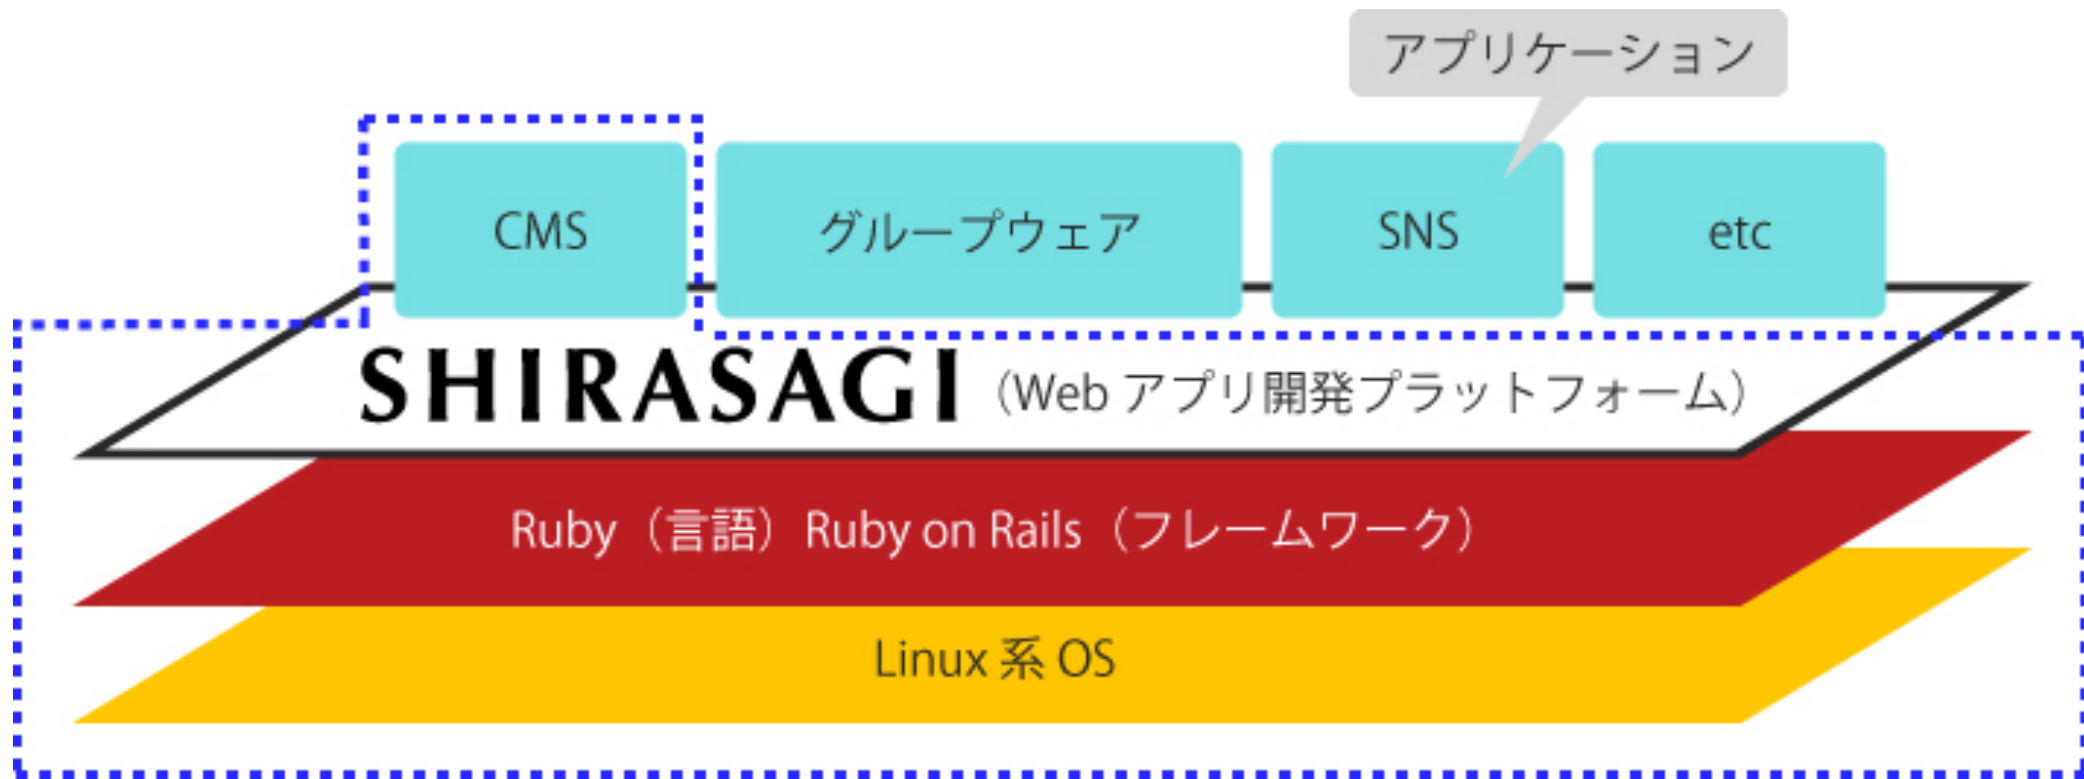 アプリケーション
CMS
グループウェア
SNS
etc
SHIRASAGI（Web アプリ開発プラットフォーム）
Ruby（言語）Ruby on Rails（フレームワーク）
Linux 系 OS